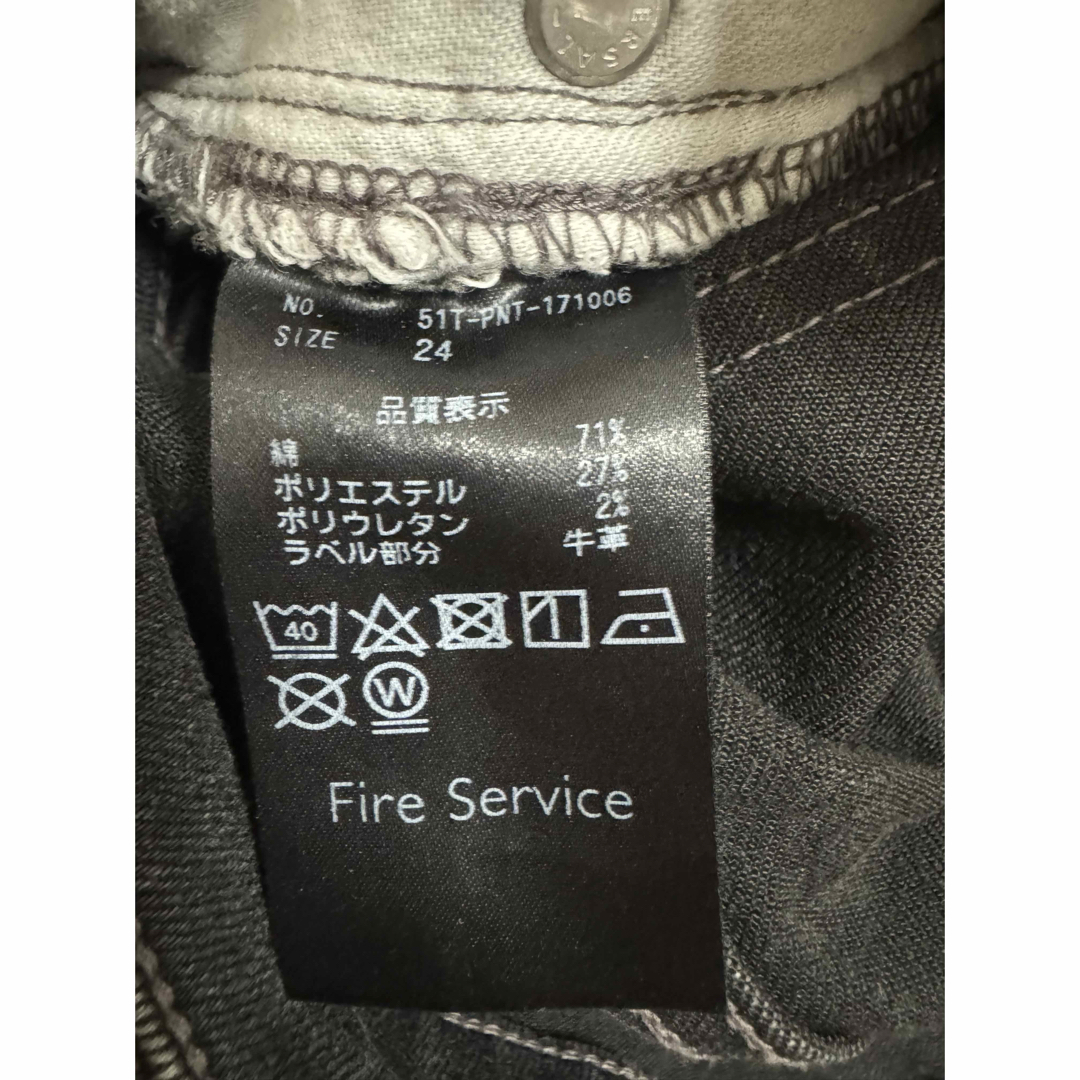 ERSAL
NO. 51T-PNT-171006
SIZE 24
品質表示
綿 71%
ポリエステル 27%
ポリウレタン 2%
ラベル部分 牛革
40
W
Fire Service